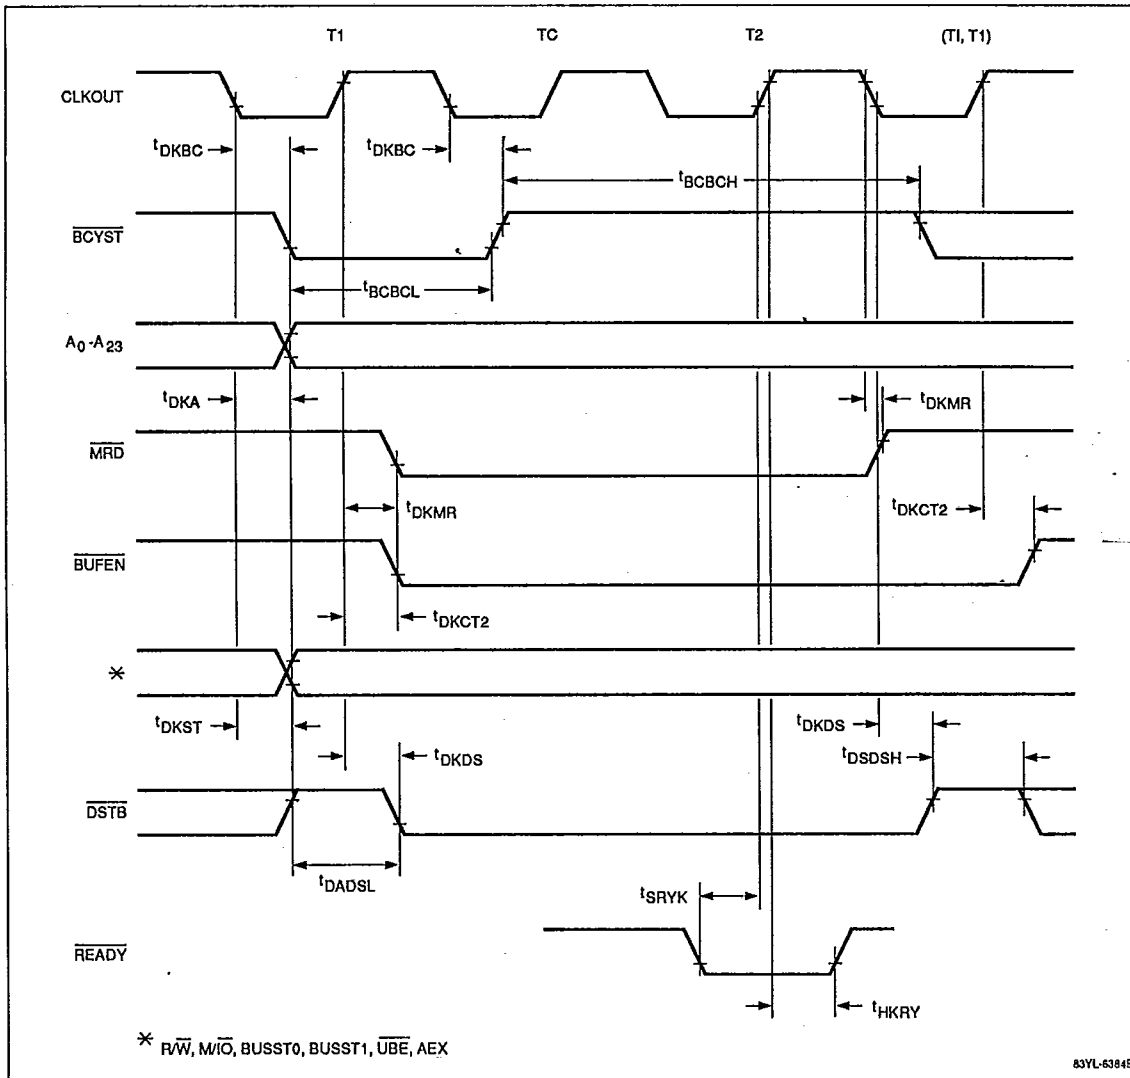 T1 TC T2 (TI, T1)
CLKOUT
tDKBC tDKBC
tBCBCH
BCYST
tBCBCL
A0-A23
tDKA tDKMR
MRD
tDKMR tDKCT2
BUFEN
tDKCT2
*
tDKST tDKDS tDKDS tDSDSH
DSTB
tDADSL
tSRYK
READY
tHKRY
* R/W, M/IO, BUSST0, BUSST1, UBE, AEX
83YL-6384B